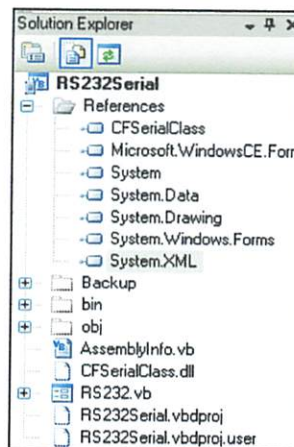 Solution Explorer
RS232Serial
References
CFSerialClass
Microsoft.WindowsCE.Form
System
System.Data
System.Drawing
System.Windows.Forms
System.XML
Backup
bin
obj
AssemblyInfo.vb
CFSerialClass.dll
RS232.vb
RS232Serial.vbdproj
RS232Serial.vbdproj.user